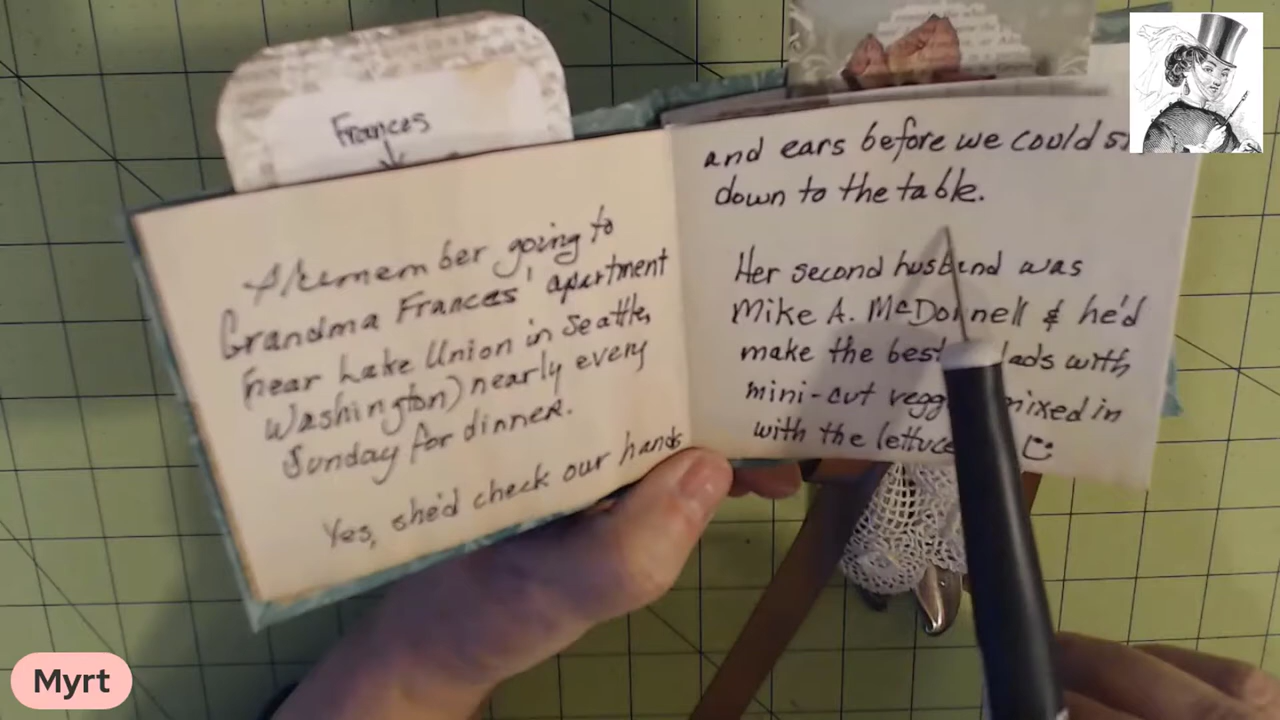 Frances
I remember going to
Grandma Frances' apartment
(near Lake Union in Seattle,
Washington) nearly every
Sunday for dinner.
Yes, she'd check our hands
and ears before we could
down to the table.
Her second husband was
Mike A. McDonnell & he'd
make the best with
mini-cut mixed in
with the lettuce
Myrt